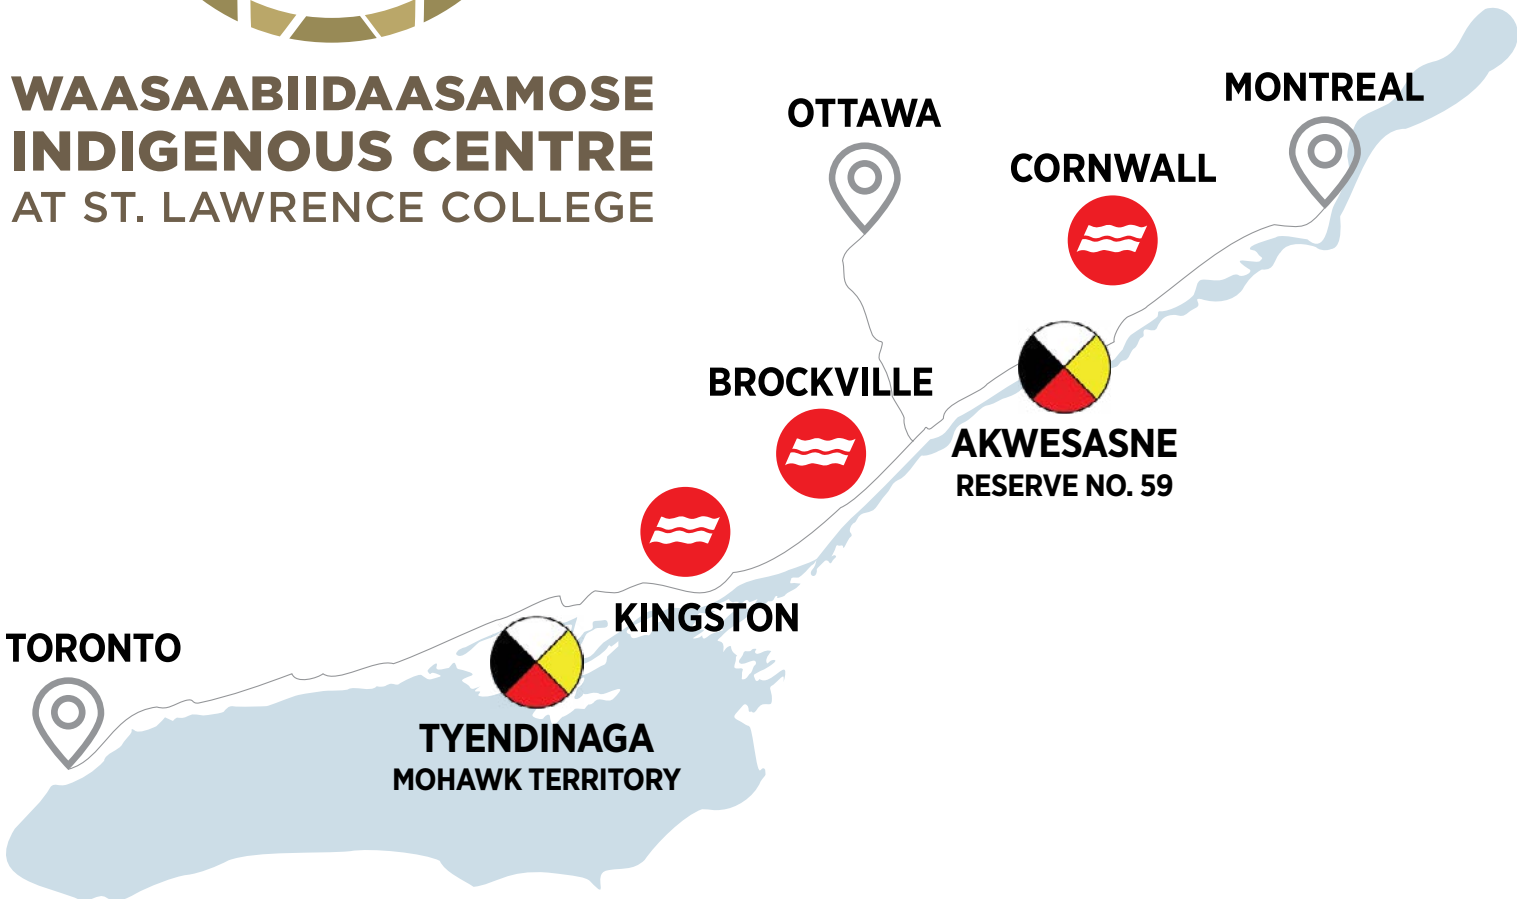 WAASAABIIDAASAMOSE
INDIGENOUS CENTRE
AT ST. LAWRENCE COLLEGE
MONTREAL
OTTAWA
CORNWALL
BROCKVILLE
AKWESASNE
RESERVE NO. 59
KINGSTON
TORONTO
TYENDINAGA
MOHAWK TERRITORY